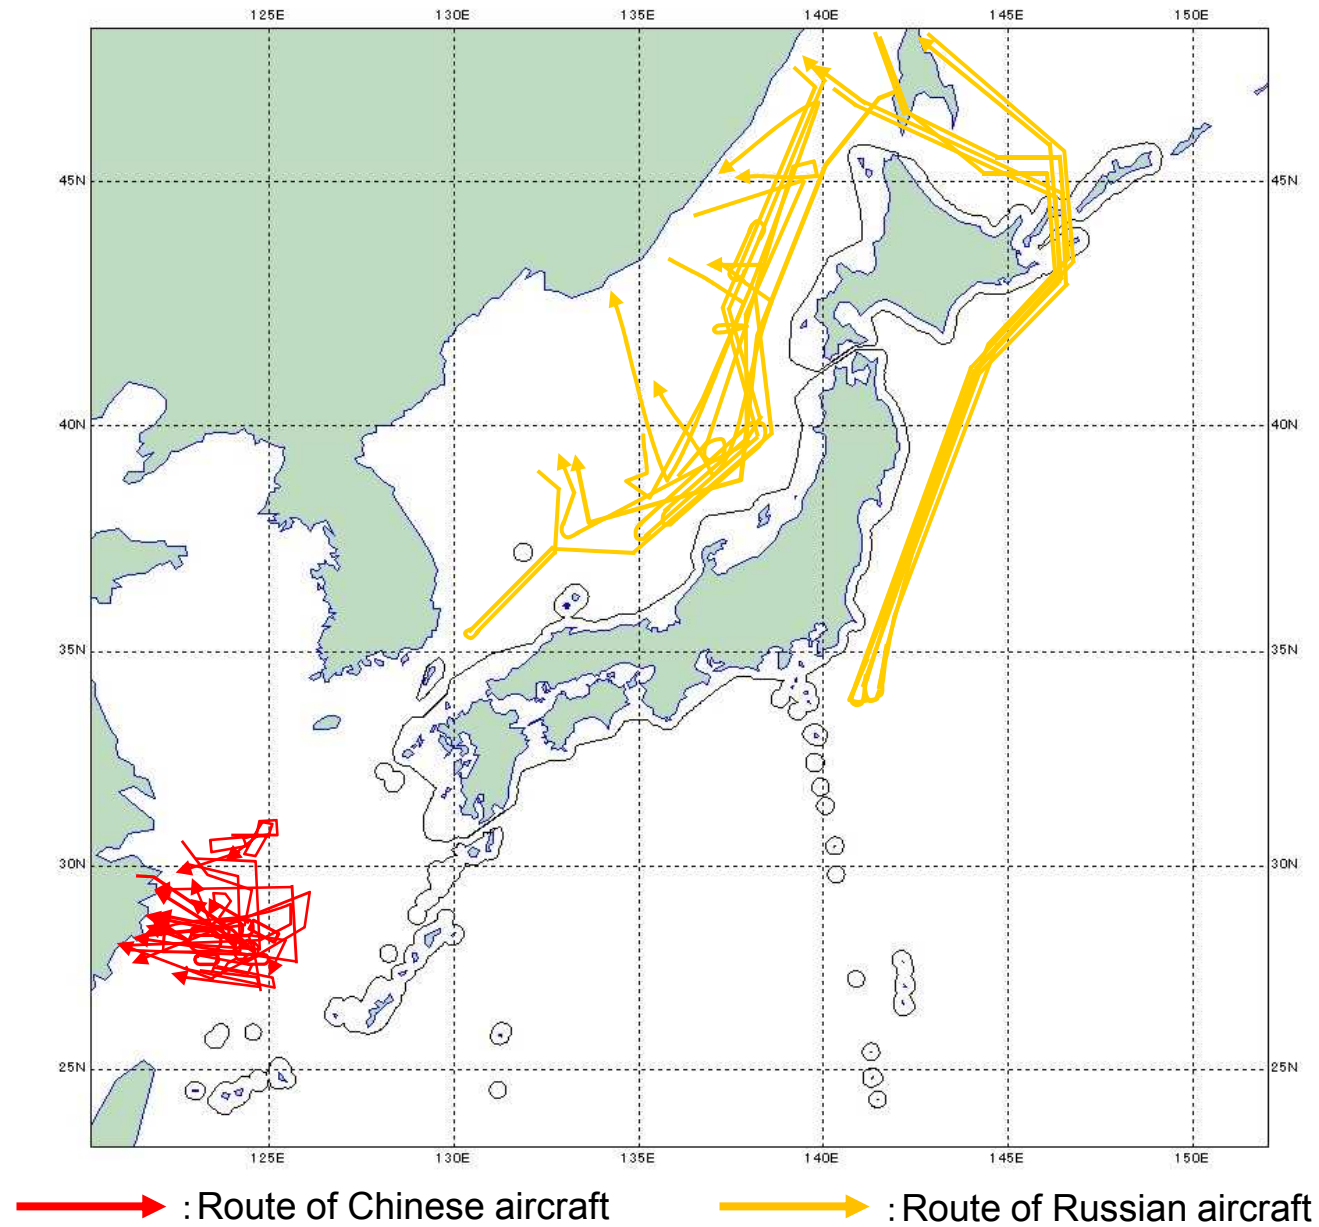 125E 130E 135E 140E 145E 150E
45N 45N
40N 40N
35N 35N
30N 30N
25N 25N
125E 130E 135E 140E 145E 150E
: Route of Chinese aircraft : Route of Russian aircraft